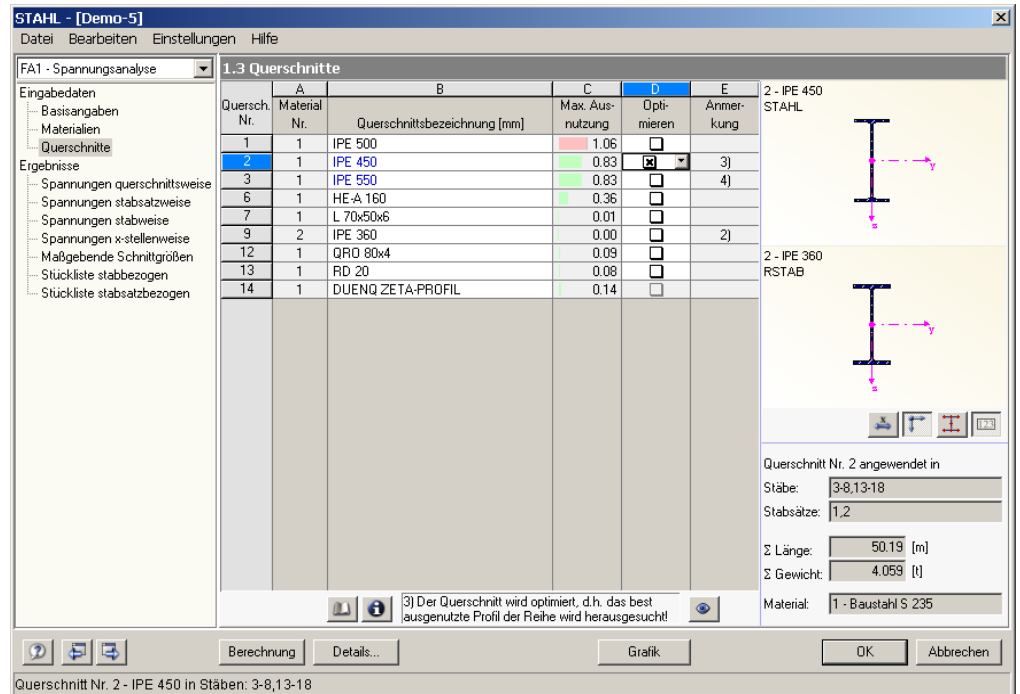 STAHL - [Demo-5]
Datei Bearbeiten Einstellungen Hilfe
FA1 - Spannungsanalyse
Eingabedaten
Basisangaben
Materialien
Querschnitte
Ergebnisse
Spannungen querschnittsweise
Spannungen stabsatzweise
Spannungen stabweise
Spannungen x-stellenweise
Maßgebende Schnittgrößen
Stückliste stabbezogen
Stückliste stabsatzbezogen
1.3 Querschnitte
A B C D E
Quersch. Material Max. Aus- Opti- Anmer-
Nr. Nr. Querschnittsbezeichnung [mm] nutzung mieren kung
1 1 IPE 500 1.06
2 1 IPE 450 0.83 3)
3 1 IPE 550 0.83 4)
6 1 HE-A 160 0.36
7 1 L 70x50x6 0.01
9 2 IPE 360 0.00 2)
12 1 QRO 80x4 0.09
13 1 RD 20 0.08
14 1 DUENQ ZETA-PROFIL 0.14
3) Der Querschnitt wird optimiert, d.h. das best
ausgenutzte Profil der Reihe wird herausgesucht!
2 - IPE 450
STAHL
y
z
2 - IPE 360
RSTAB
y
z
x
123
Querschnitt Nr. 2 angewendet in
Stäbe: 3-8,13-18
Stabsätze: 1,2
Σ Länge: 50.19 [m]
Σ Gewicht: 4.059 [t]
Material: 1 - Baustahl S 235
Berechnung Details... Grafik OK Abbrechen
Querschnitt Nr. 2 - IPE 450 in Stäben: 3-8,13-18